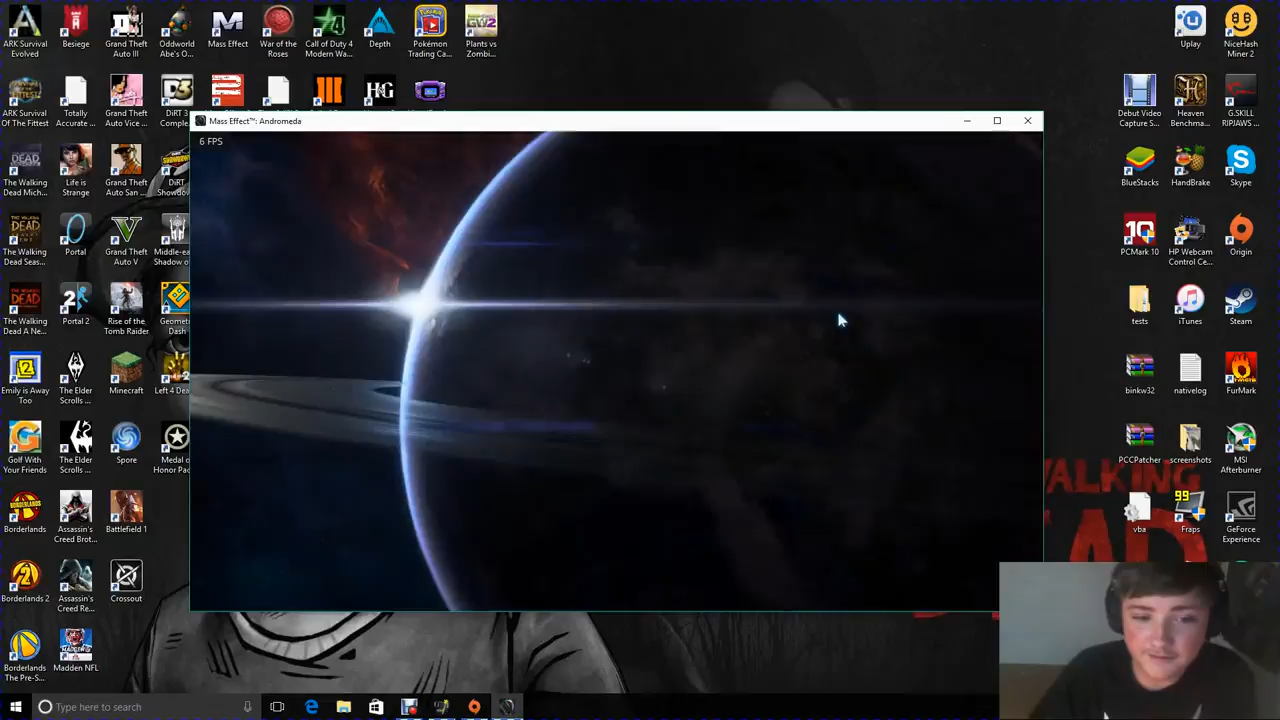 ARK Survival
Evolved
Besiege
Grand Theft
Auto III
Oddworld
Abe's O...
Mass Effect
War of the
Roses
Call of Duty 4
Modern Wa...
Depth
Pokémon
Trading Ca...
Plants vs
Zombi...
Uplay
NiceHash
Miner 2
ARK Survival
Of The Fittest
Totally
Accurate ...
Grand Theft
Auto Vice ...
DiRT 3
Comple...
Debut Video
Capture S...
Heaven
Benchma...
G.SKILL
RIPJAWS ...
Mass Effect™: Andromeda
6 FPS
The Walking
Dead Mich...
Life is
Strange
Grand Theft
Auto San ...
DiRT
Showdow...
BlueStacks
HandBrake
Skype
The Walking
Dead Seas...
Portal
Grand Theft
Auto V
Middle-ea...
Shadow o...
PCMark 10
HP Webcam
Control Ce...
Origin
The Walking
Dead A Ne...
Portal 2
Rise of the
Tomb Raider
Geomet...
Dash
tests
iTunes
Steam
Emily is Away
Too
The Elder
Scrolls ...
Minecraft
Left 4 Dea...
binkw32
nativelog
FurMark
Golf With
Your Friends
The Elder
Scrolls ...
Spore
Medal o...
Honor Pac...
PCCPatcher
screenshots
MSI
Afterburner
Borderlands
Assassin's
Creed Brot...
Battlefield 1
vba
99
Fraps
GeForce
Experience
Borderlands 2
Assassin's
Creed Re...
Crossout
Borderlands
The Pre-S...
Madden NFL
Type here to search